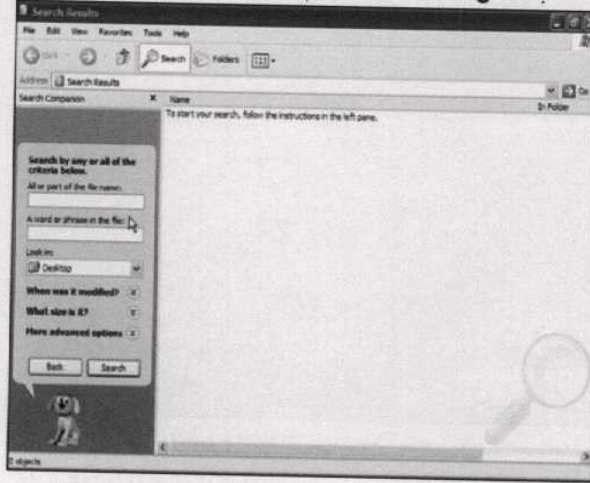 Search Results
File Edit View Favorites Tools Help
Back Search Folders
Address Search Results Go
Search Companion Name In Folder
To start your search, follow the instructions in the left pane.
Search by any or all of the
criteria below.
All or part of the file name:
A word or phrase in the file:
Look in:
Desktop
When was it modified?
What size is it?
More advanced options
Back Search
0 objects